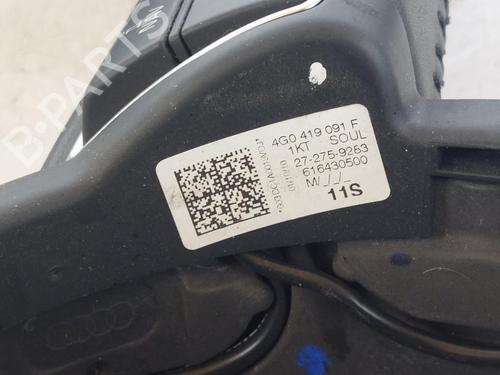 B-PARTS
4G0 419 091 F
1KT SOUL
27-275-9263
616430500
M/_/_/_
11S